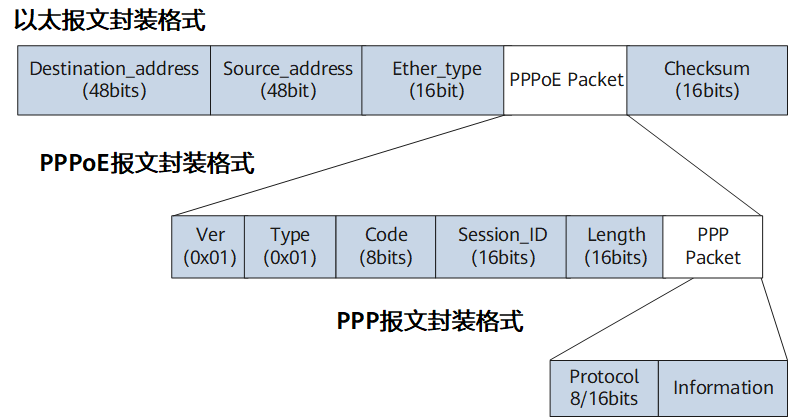 以太报文封装格式
Destination_address
(48bits)
Source_address
(48bit)
Ether_type
(16bit)
PPPoE Packet
Checksum
(16bits)
PPPoE报文封装格式
Ver
(0x01)
Type
(0x01)
Code
(8bits)
Session_ID
(16bits)
Length
(16bits)
PPP
Packet
PPP报文封装格式
Protocol
8/16bits
Information